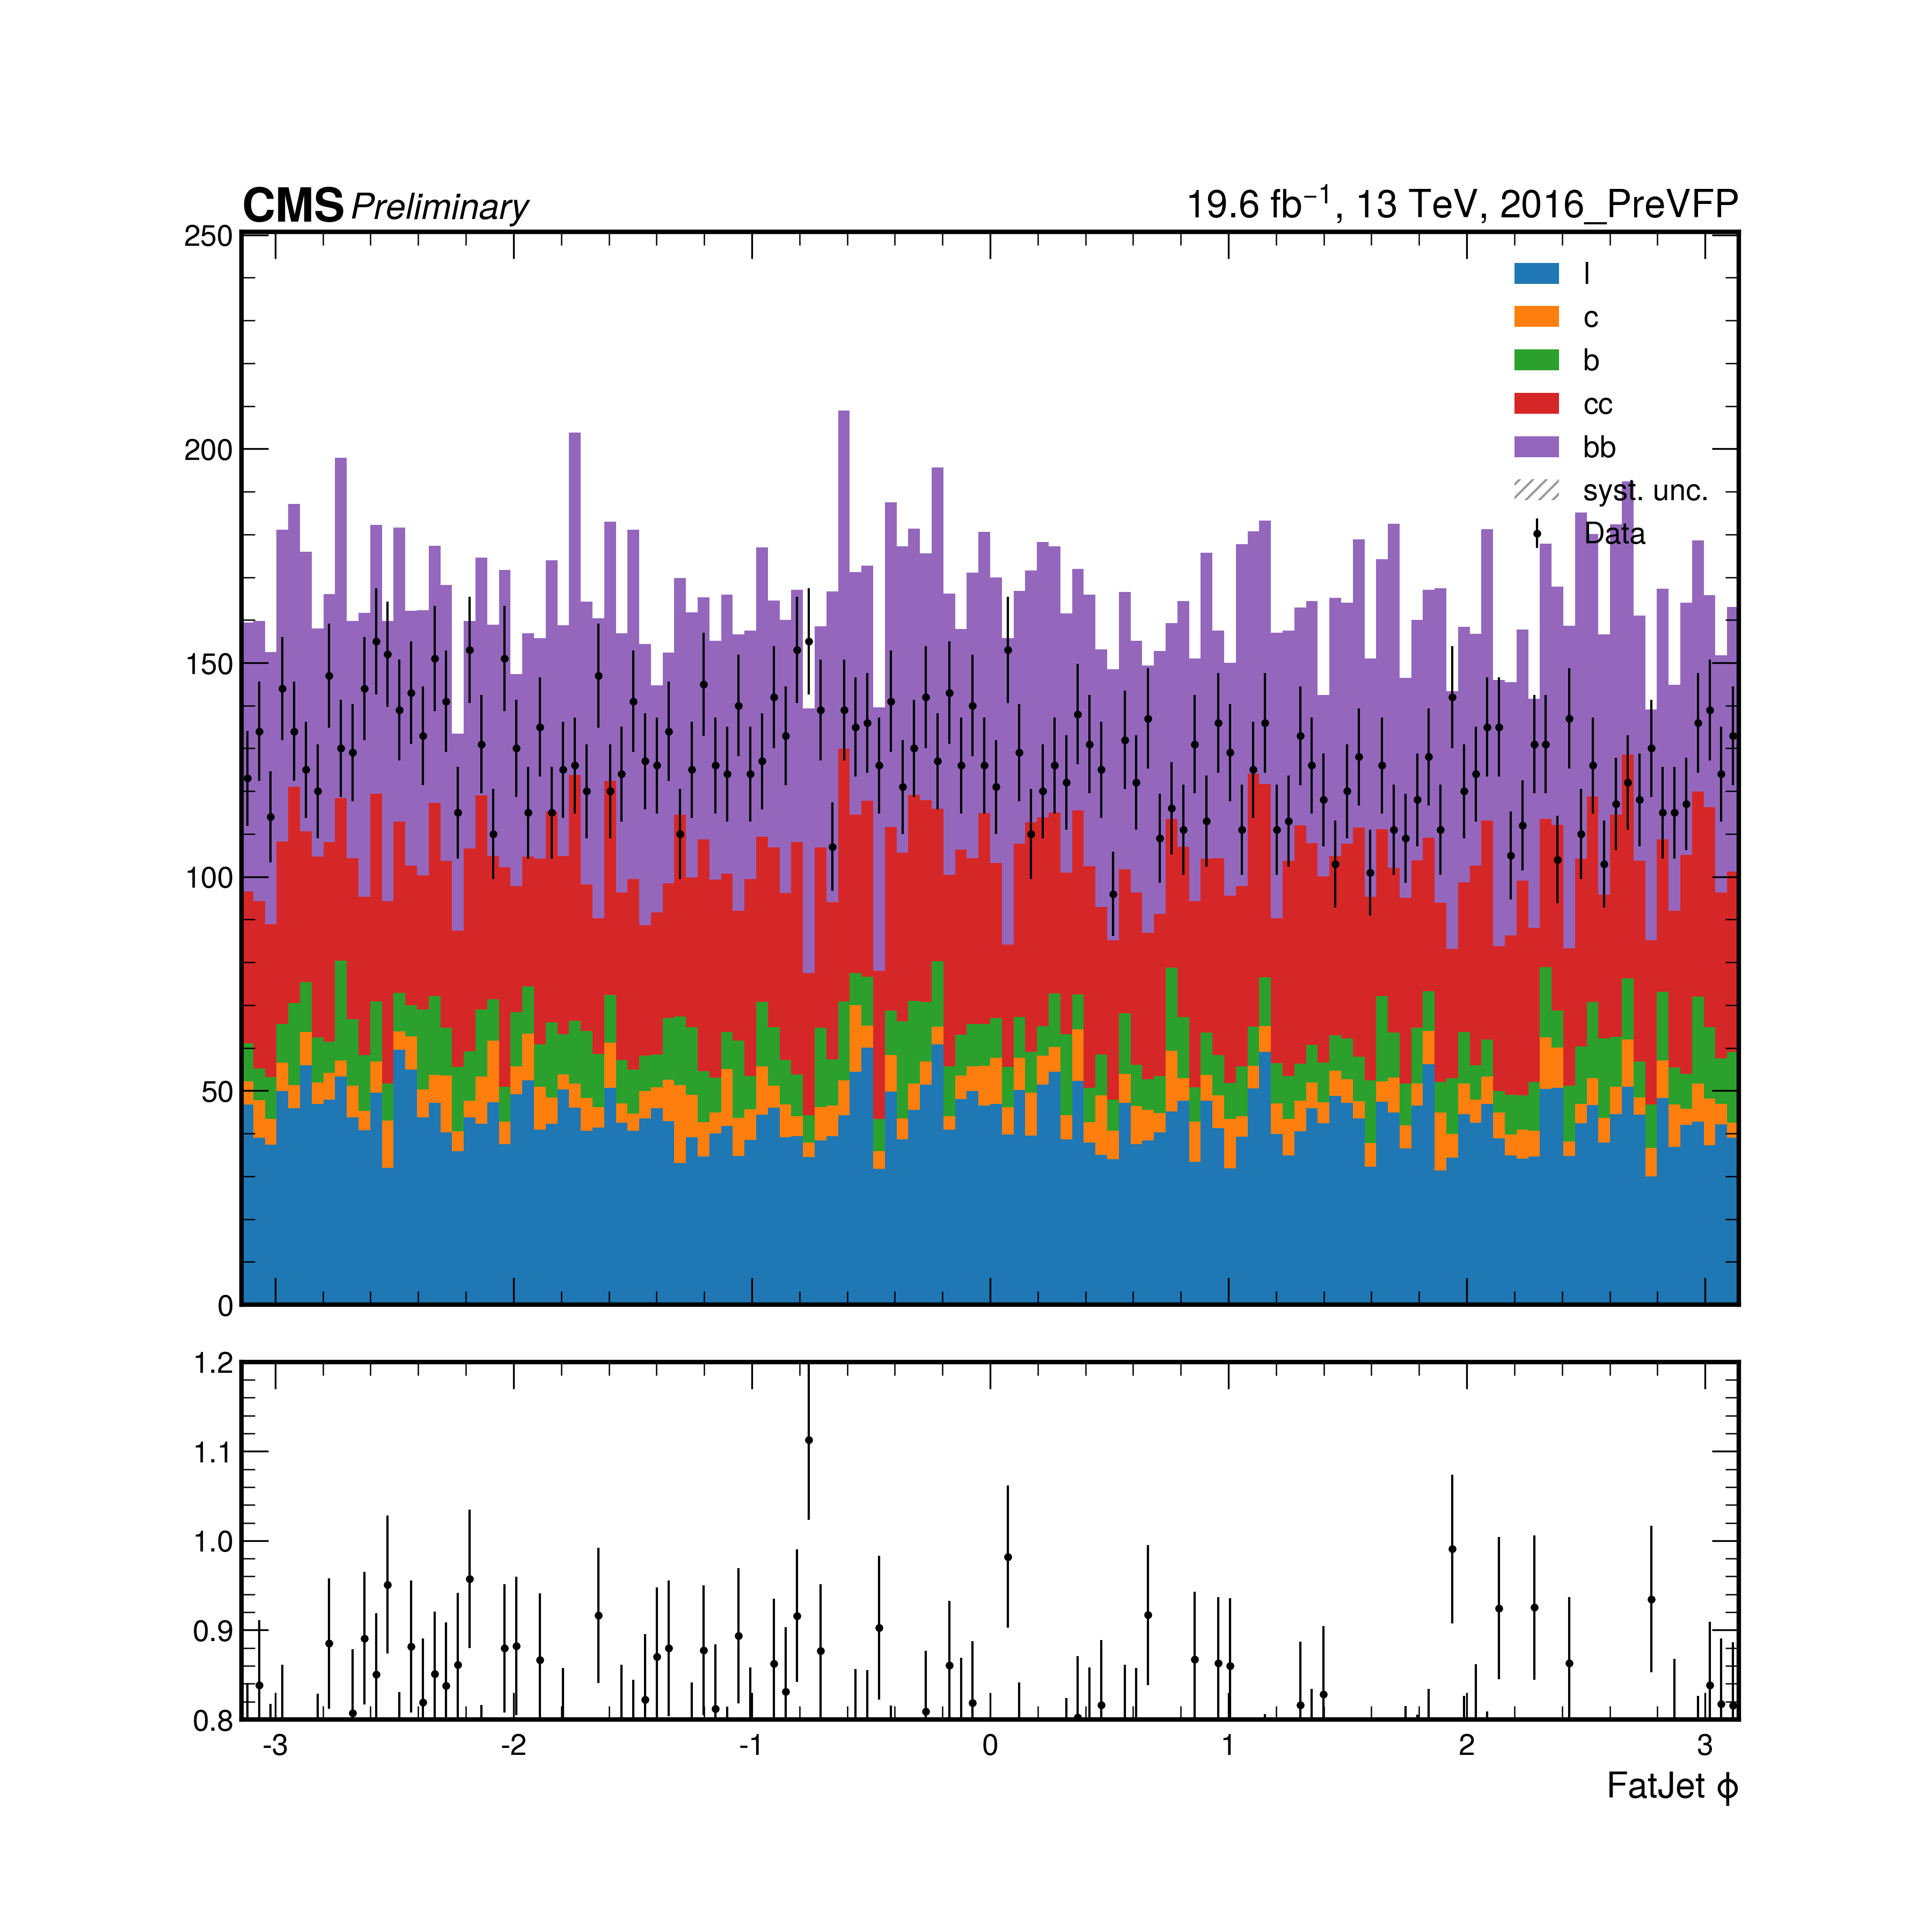 CMS Preliminary 19.6 fb⁻¹, 13 TeV, 2016_PreVFP
250
200
150
100
50
0
l
c
b
cc
bb
syst. unc.
Data
1.2
1.1
1.0
0.9
0.8
-3 -2 -1 0 1 2 3
FatJet ϕ